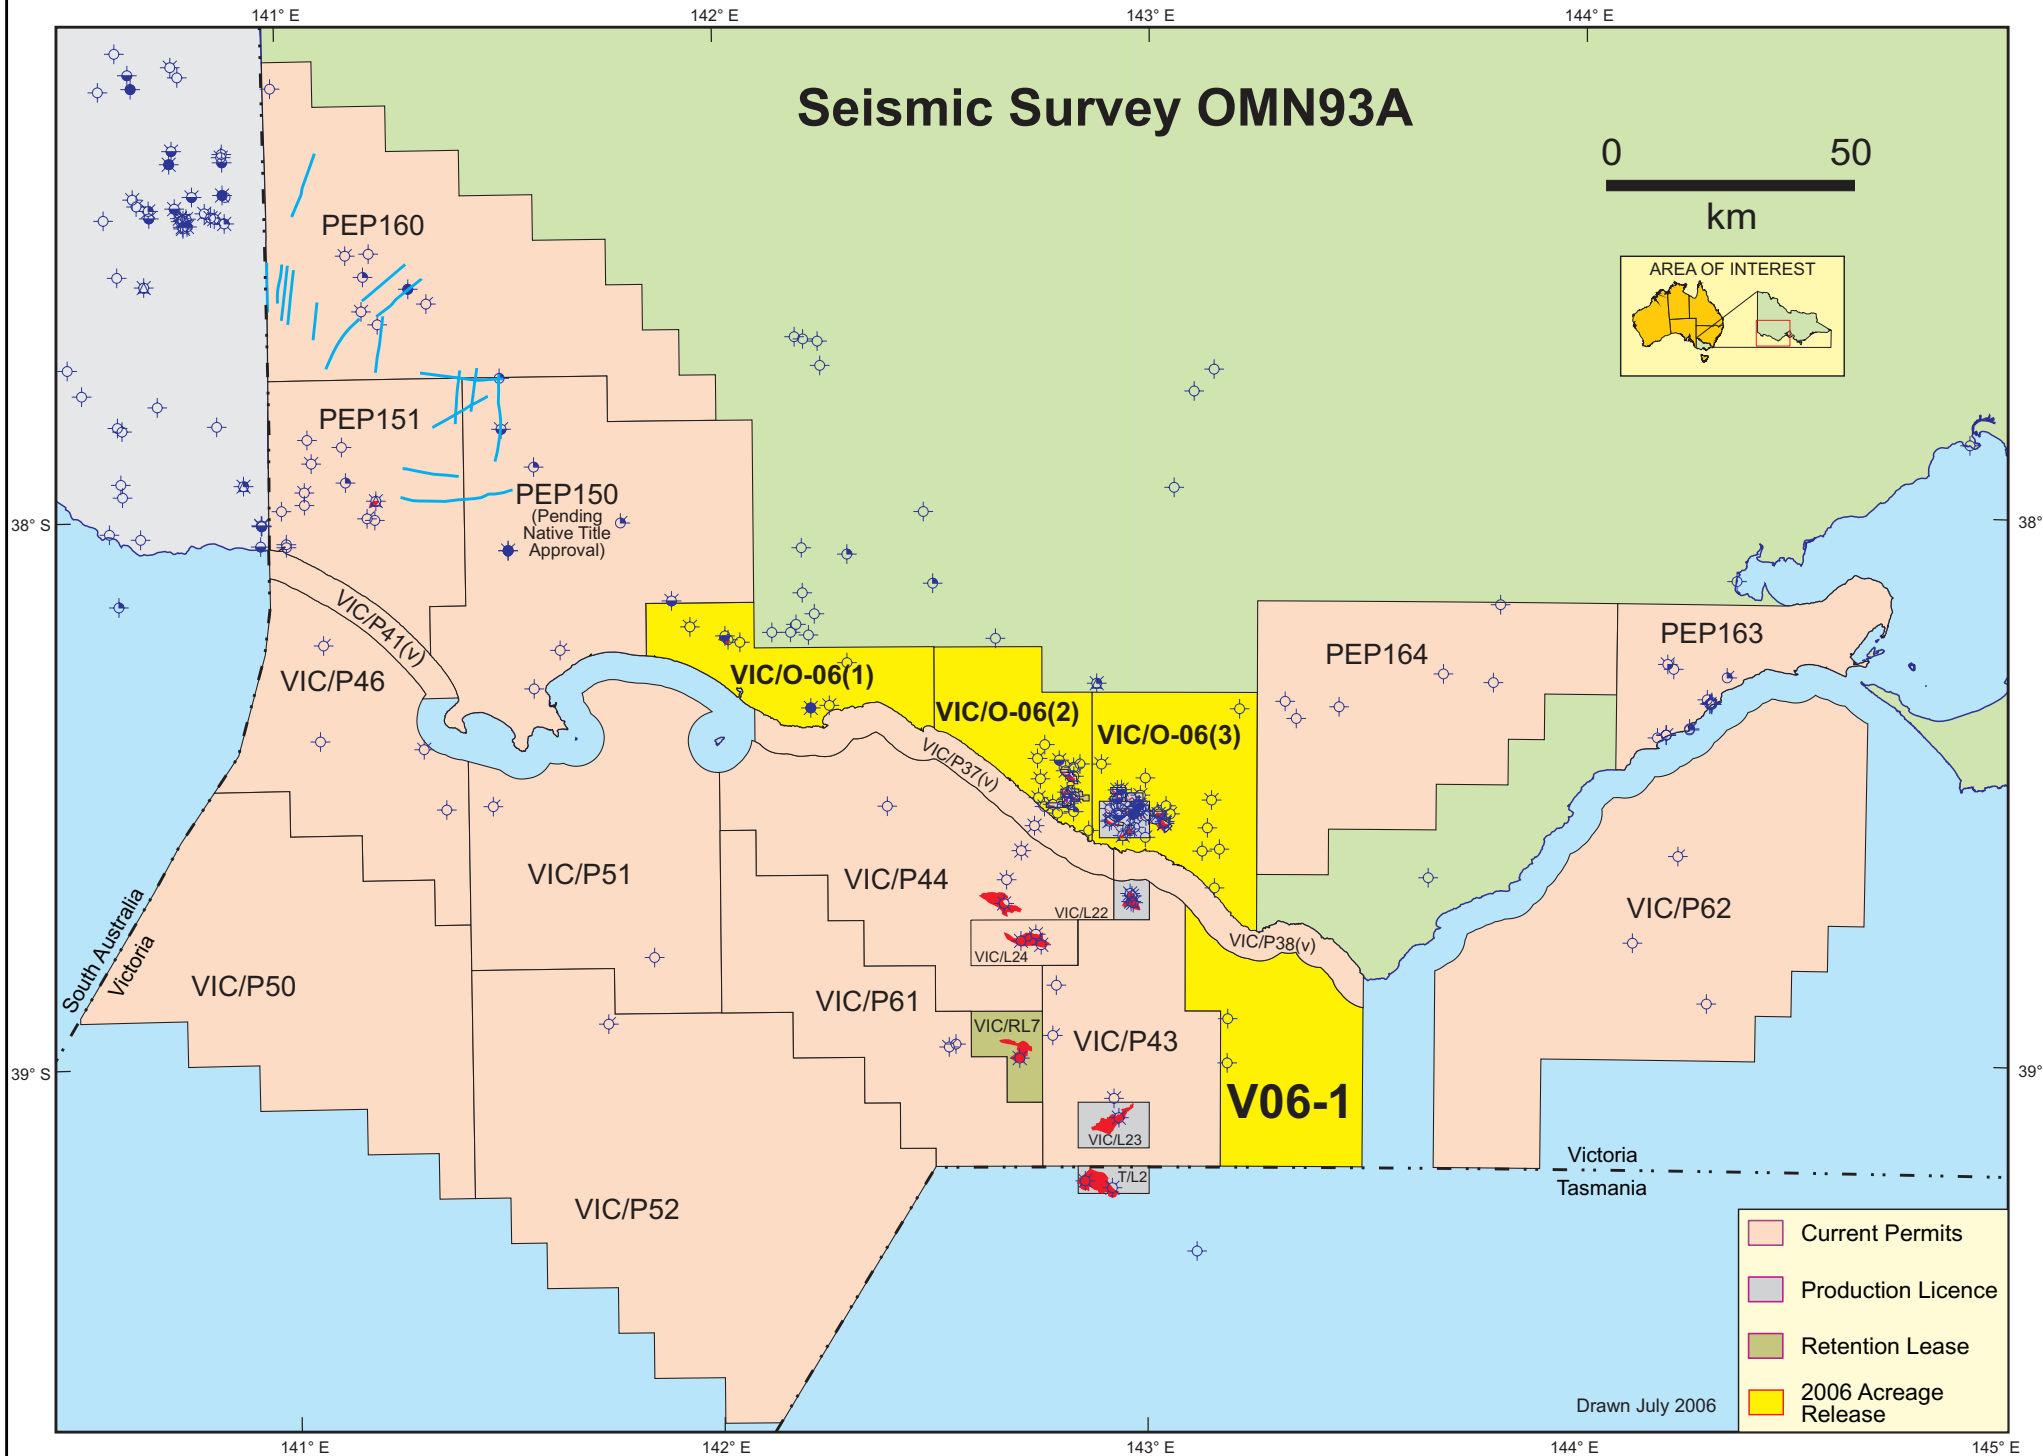 141° E
142° E
143° E
144° E
Seismic Survey OMN93A
0
50
km
AREA OF INTEREST
PEP160
PEP151
PEP150
(Pending
Native Title
Approval)
38° S
38°
VIC/P41(v)
VIC/P46
VIC/O-06(1)
VIC/O-06(2)
VIC/O-06(3)
PEP164
PEP163
VIC/P37(v)
VIC/P51
VIC/P44
VIC/L22
VIC/P62
VIC/P38(v)
VIC/L24
South Australia
Victoria
VIC/P50
VIC/P61
VIC/RL7
VIC/P43
39° S
39°
V06-1
VIC/L23
T/L2
Victoria
Tasmania
VIC/P52
Current Permits
Production Licence
Retention Lease
2006 Acreage
Release
Drawn July 2006
141° E
142° E
143° E
144° E
145° E